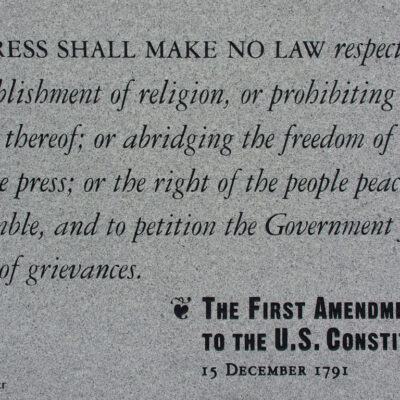 RESS SHALL MAKE NO LAW respect
blishment of religion, or prohibiting
thereof; or abridging the freedom of
e press; or the right of the people peac
mble, and to petition the Government f
of grievances.
❦ THE FIRST AMENDME
TO THE U.S. CONSTIT
15 DECEMBER 1791